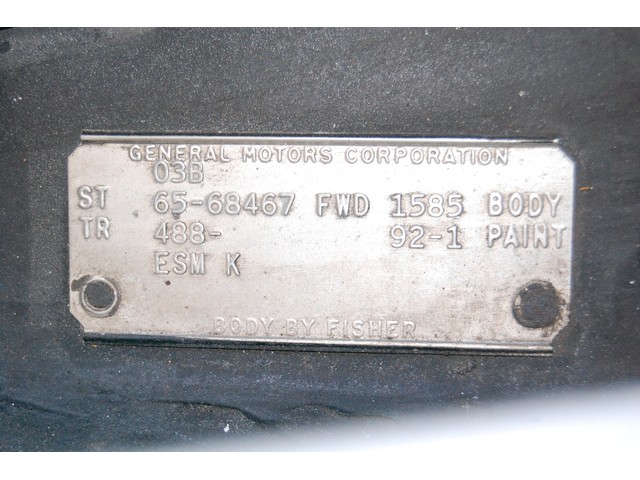 GENERAL MOTORS CORPORATION
03B
ST 65-68467 FWD 1585 BODY
TR 488- 92-1 PAINT
ESM K
BODY BY FISHER